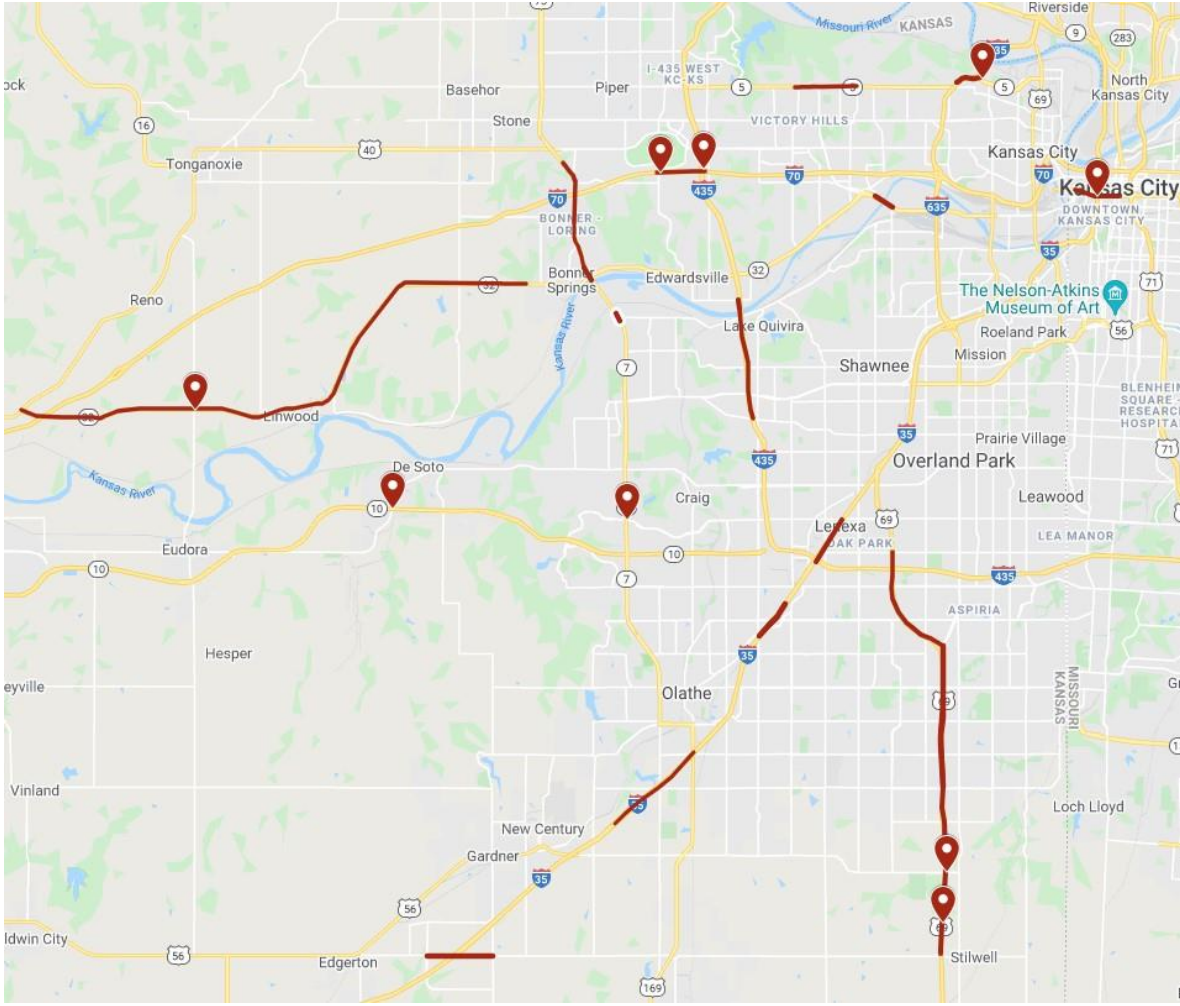 73
Missouri River
KANSAS
Riverside
9
283
35
I-435 WEST
KC-KS
ock
Basehor
Piper
5
5
5
North
Kansas City
69
Stone
VICTORY HILLS
16
40
Tonganoxie
Kansas City
70
70
70
435
Kansas City
DOWNTOWN
KANSAS CITY
635
BONNER -
LORING
35
Bonner
Springs
Edwardsville
32
32
71
Reno
The Nelson-Atkins
Museum of Art
Lake Quivira
Roeland Park
56
Kansas River
Mission
Shawnee
7
BLENHEIM
SQUARE -
RESEARCH
HOSPITAL
32
Linwood
35
Prairie Village
71
435
Overland Park
De Soto
Kansas River
Craig
Leawood
10
Lenexa
69
OAK PARK
LEA MANOR
Eudora
10
10
7
435
ASPIRIA
Hesper
35
MISSOURI
KANSAS
eyville
Olathe
69
Vinland
35
Loch Lloyd
New Century
Gardner
35
56
69
ldwin City
56
Edgerton
Stilwell
169